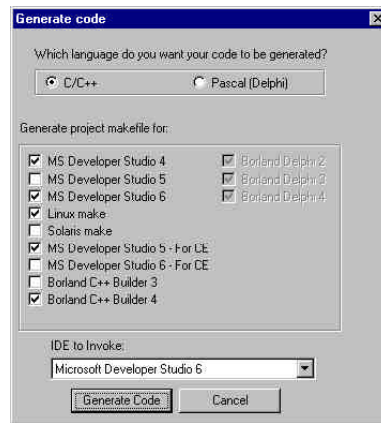 Generate code
Which language do you want your code to be generated?
C/C++ Pascal (Delphi)
Generate project makefile for:
MS Developer Studio 4 Borland Delphi 2
MS Developer Studio 5 Borland Delphi 3
MS Developer Studio 6 Borland Delphi 4
Linux make
Solaris make
MS Developer Studio 5 - For CE
MS Developer Studio 6 - For CE
Borland C++ Builder 3
Borland C++ Builder 4
IDE to Invoke:
Microsoft Developer Studio 6
Generate Code Cancel